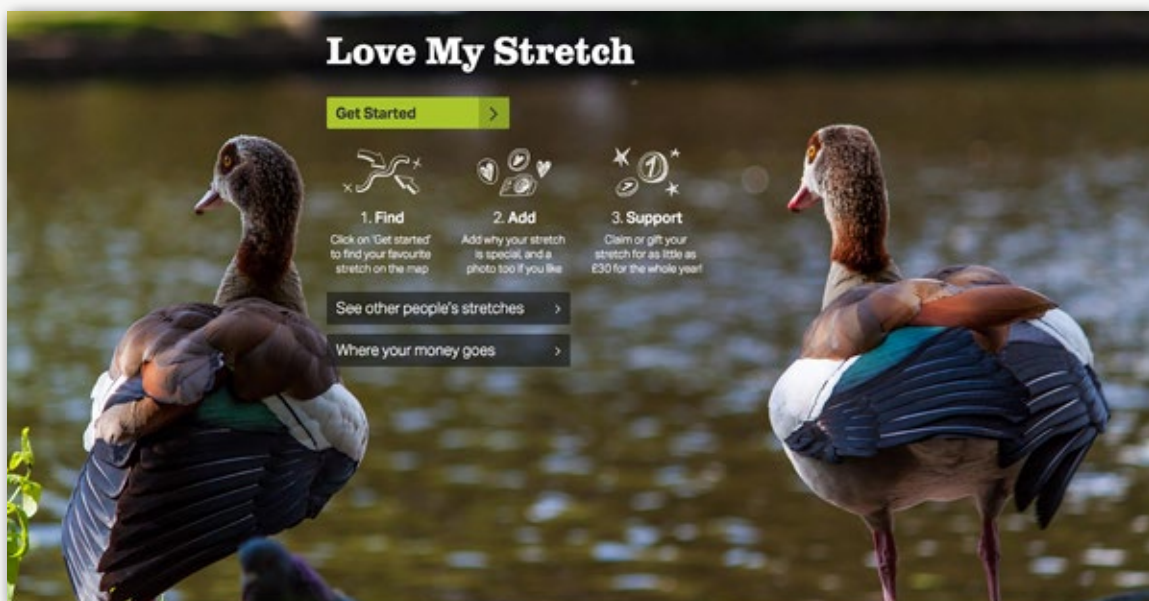 Love My Stretch
Get Started
1. Find
Click on 'Get started'
to find your favourite
stretch on the map
2. Add
Add why your stretch
is special, and a
photo too if you like
3. Support
Claim or gift your
stretch for as little as
£30 for the whole year!
See other people's stretches
Where your money goes